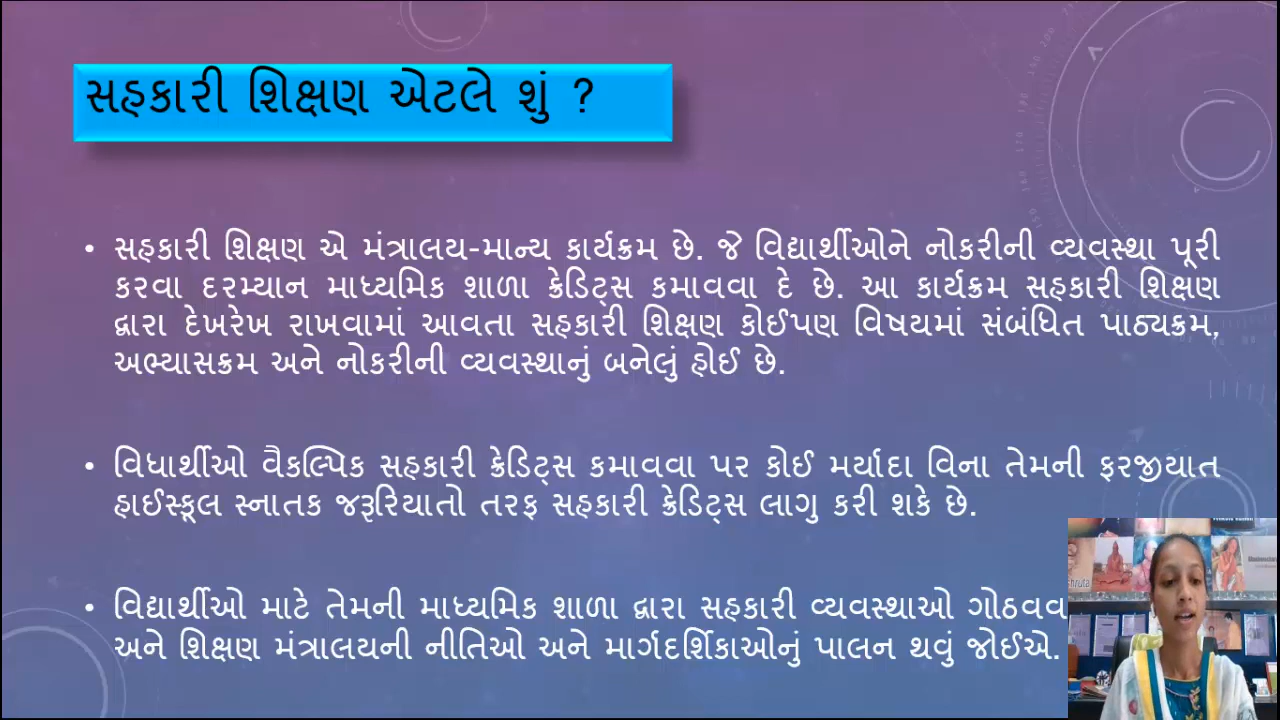 સહકારી શિક્ષણ એટલે શું ?
• સહકારી શિક્ષણ એ મંત્રાલય-માન્ય કાર્યક્રમ છે. જે વિદ્યાર્થીઓને નોકરીની વ્યવસ્થા પૂરી
કરવા દરમ્યાન માધ્યમિક શાળા ક્રેડિટ્સ કમાવવા દે છે. આ કાર્યક્રમ સહકારી શિક્ષણ
દ્વારા દેખરેખ રાખવામાં આવતા સહકારી શિક્ષણ કોઈપણ વિષયમાં સંબંધિત પાઠ્યક્રમ,
અભ્યાસક્રમ અને નોકરીની વ્યવસ્થાનું બનેલું હોઈ છે.
• વિધાર્થીઓ વૈકલ્પિક સહકારી ક્રેડિટ્સ કમાવવા પર કોઈ મર્યાદા વિના તેમની ફરજીયાત
હાઈસ્કૂલ સ્નાતક જરૂરિયાતો તરફ સહકારી ક્રેડિટ્સ લાગુ કરી શકે છે.
• વિદ્યાર્થીઓ માટે તેમની માધ્યમિક શાળા દ્વારા સહકારી વ્યવસ્થાઓ
અને શિક્ષણ મંત્રાલયની નીતિઓ અને માર્ગદર્શિકાઓનું પાલન થવું જોઈએ.